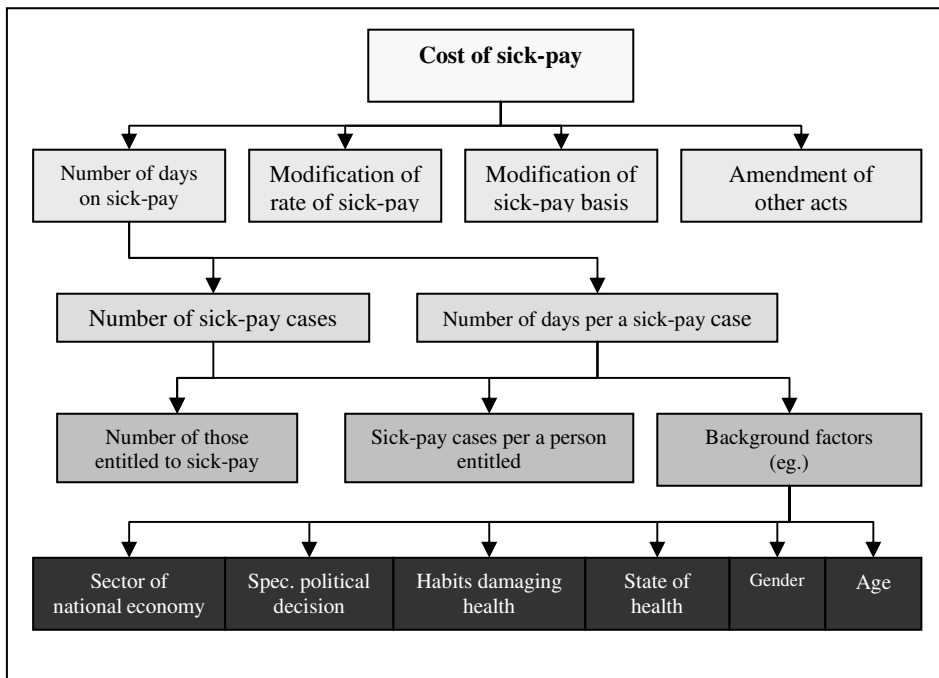 Cost of sick-pay
Number of days
on sick-pay
Modification of
rate of sick-pay
Modification of
sick-pay basis
Amendment of
other acts
Number of sick-pay cases
Number of days per a sick-pay case
Number of those
entitled to sick-pay
Sick-pay cases per a person
entitled
Background factors
(eg.)
Sector of
national economy
Spec. political
decision
Habits damaging
health
State of
health
Gender
Age